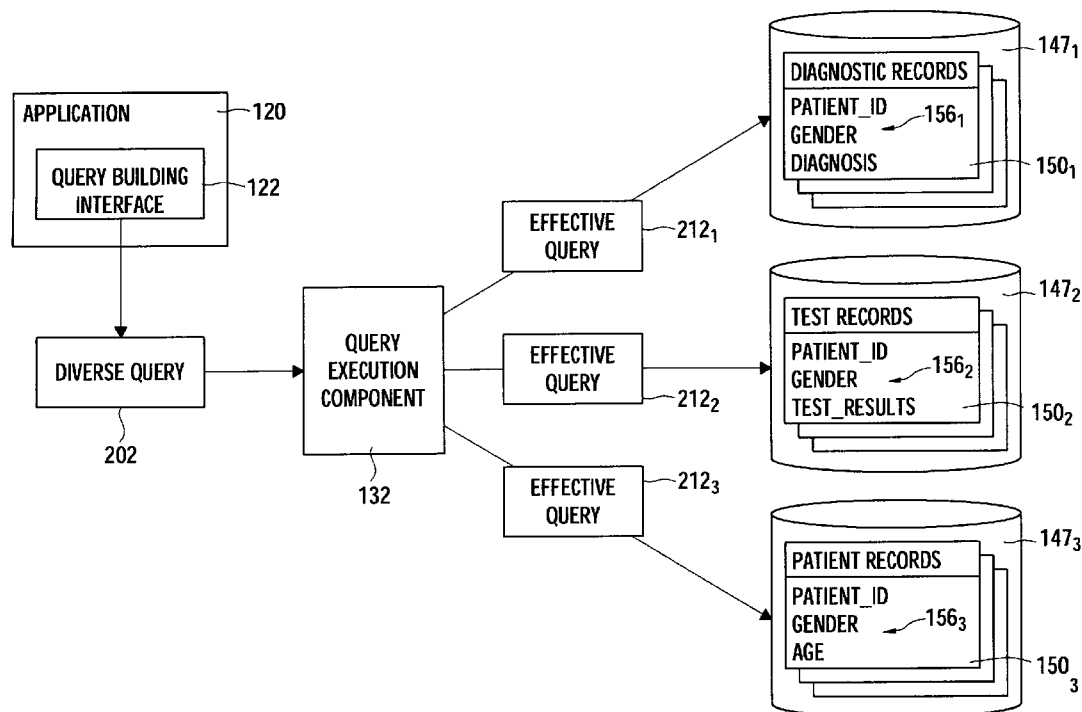 APPLICATION
120
QUERY BUILDING
INTERFACE
122
DIVERSE QUERY
202
QUERY
EXECUTION
COMPONENT
132
EFFECTIVE
QUERY
212₁
EFFECTIVE
QUERY
212₂
EFFECTIVE
QUERY
212₃
147₁
DIAGNOSTIC RECORDS
PATIENT_ID
GENDER
DIAGNOSIS
156₁
150₁
147₂
TEST RECORDS
PATIENT_ID
GENDER
TEST_RESULTS
156₂
150₂
147₃
PATIENT RECORDS
PATIENT_ID
GENDER
AGE
156₃
150₃